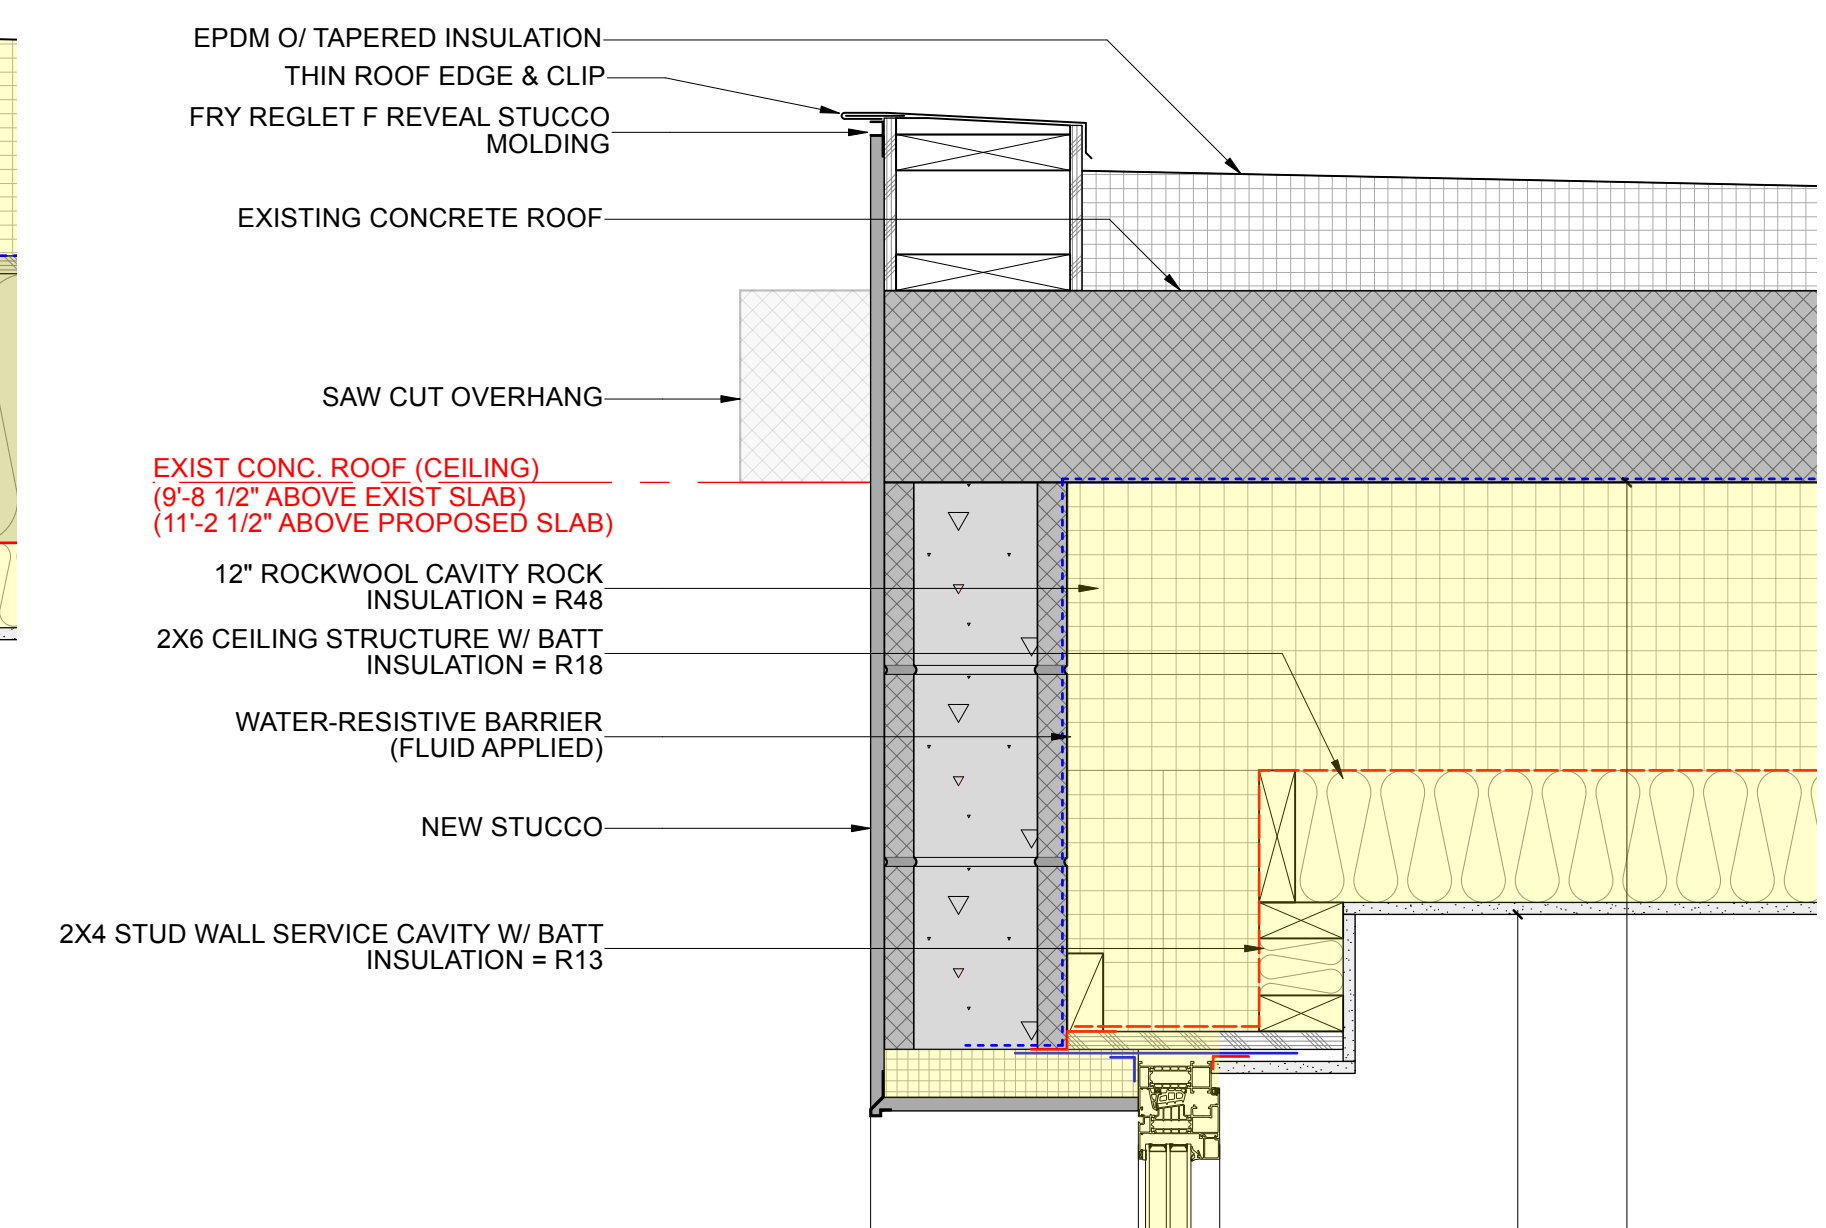 EPDM O/ TAPERED INSULATION
THIN ROOF EDGE & CLIP
FRY REGLET F REVEAL STUCCO
MOLDING
EXISTING CONCRETE ROOF
SAW CUT OVERHANG
EXIST CONC. ROOF (CEILING)
(9'-8 1/2" ABOVE EXIST SLAB)
(11'-2 1/2" ABOVE PROPOSED SLAB)
12" ROCKWOOL CAVITY ROCK
INSULATION = R48
2X6 CEILING STRUCTURE W/ BATT
INSULATION = R18
WATER-RESISTIVE BARRIER
(FLUID APPLIED)
NEW STUCCO
2X4 STUD WALL SERVICE CAVITY W/ BATT
INSULATION = R13